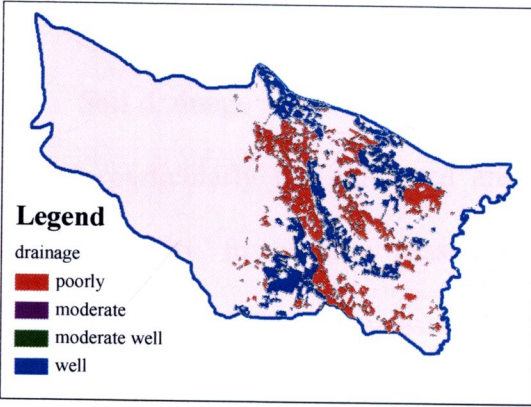 Legend
drainage
poorly
moderate
moderate well
well